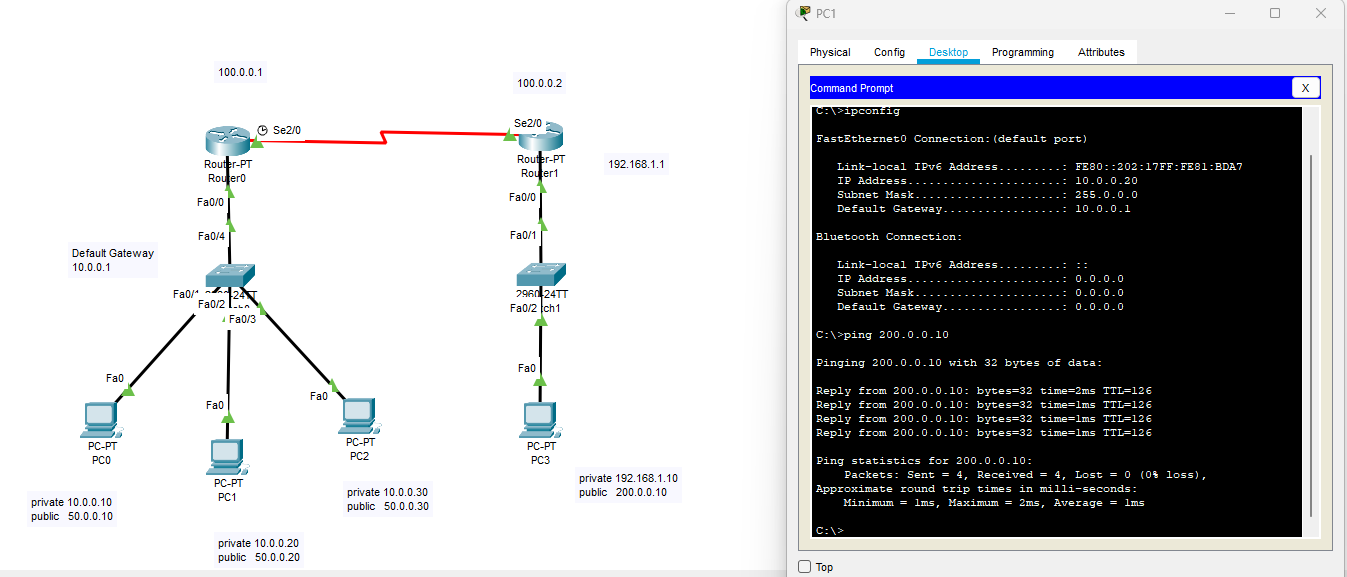 100.0.0.1
100.0.0.2
Se2/0
Se2/0
Router-PT
Router0
Router-PT
Router1
192.168.1.1
Fa0/0
Fa0/0
Fa0/4
Fa0/1
Default Gateway
10.0.0.1
Fa0/1
-24TT
Fa0/2
Fa0/3
2960-24TT
Fa0/2
ch1
Fa0
Fa0
Fa0
Fa0
PC-PT
PC0
PC-PT
PC1
PC-PT
PC2
PC-PT
PC3
private 10.0.0.10
public 50.0.0.10
private 10.0.0.20
public 50.0.0.20
private 10.0.0.30
public 50.0.0.30
private 192.168.1.10
public 200.0.0.10
PC1
Physical Config Desktop Programming Attributes
Command Prompt
X
C:\>ipconfig
FastEthernet0 Connection:(default port)
Link-local IPv6 Address.........: FE80::202:17FF:FE81:BDA7
IP Address......................: 10.0.0.20
Subnet Mask.....................: 255.0.0.0
Default Gateway.................: 10.0.0.1
Bluetooth Connection:
Link-local IPv6 Address.........: ::
IP Address......................: 0.0.0.0
Subnet Mask.....................: 0.0.0.0
Default Gateway.................: 0.0.0.0
C:\>ping 200.0.0.10
Pinging 200.0.0.10 with 32 bytes of data:
Reply from 200.0.0.10: bytes=32 time=2ms TTL=126
Reply from 200.0.0.10: bytes=32 time=1ms TTL=126
Reply from 200.0.0.10: bytes=32 time=1ms TTL=126
Reply from 200.0.0.10: bytes=32 time=1ms TTL=126
Ping statistics for 200.0.0.10:
Packets: Sent = 4, Received = 4, Lost = 0 (0% loss),
Approximate round trip times in milli-seconds:
Minimum = 1ms, Maximum = 2ms, Average = 1ms
C:\>
Top